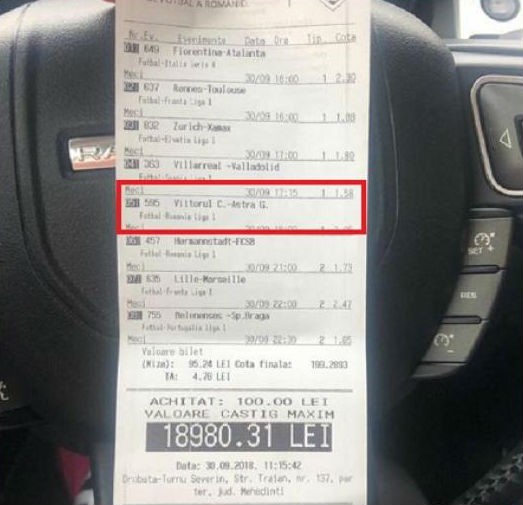 FOTBAL A ROMANIEI
Nr.Ev. Evenimente Data Ora Tip Cota
649 Fiorentina-Atalanta
Fotbal-Italia Serie A
Meci 30/09 16:00 1 2.30
637 Rennes-Toulouse
Fotbal-Franta Liga 1
Meci 30/09 16:00 1 1.88
832 Zurich-Xamax
Fotbal-Elvetia Liga 1
Meci 30/09 17:00 1 1.80
363 Villarreal -Valladolid
Meci 30/09 17:15 1 1.58
595 Viitorul C.-Astra G.
Fotbal-Romania Liga 1
457 Hermannstadt-FCSB
Fotbal-Romania Liga 1
Meci 30/09 21:00 2 1.73
635 Lille-Marseille
Fotbal-Franta Liga 1
Meci 30/09 22:00 2 2.47
755 Belenenses -Sp.Braga
Fotbal-Portugalia Liga 1
Meci 30/09 22:30 2
Valoare bilet
(Miza): 95.24 LEI Cota finala: 199.2893
TA: 4.76 LEI
ACHITAT: 100.00 LEI
VALOARE CASTIG MAXIM
18980.31 LEI
Data: 30.09.2018. 11:15:42
Drobeta-Turnu Severin, Str. Traian, nr. 137, par
ter, jud. Mehedinti
RA
SET +
RES